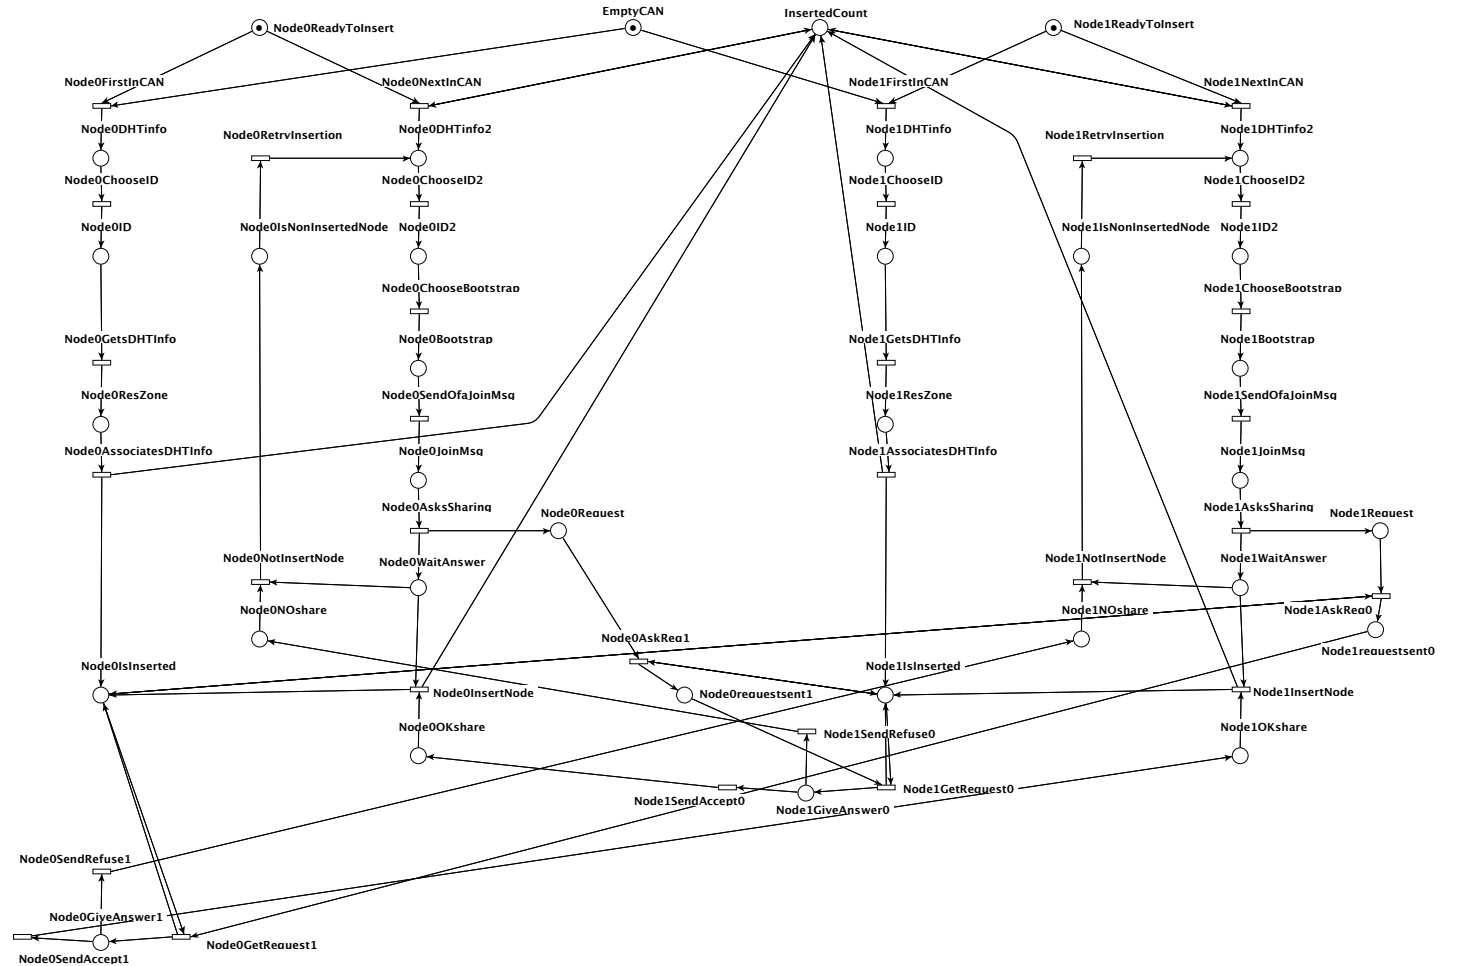 EmptyCAN
InsertedCount
Node0ReadyToInsert
Node1ReadyToInsert
Node0FirstInCAN
Node0NextInCAN
Node1FirstInCAN
Node1NextInCAN
Node0DHTinfo
Node0RetryInsertion
Node0DHTinfo2
Node1DHTinfo
Node1RetryInsertion
Node1DHTinfo2
Node0ChooseID
Node0ChooseID2
Node1ChooseID
Node1ChooseID2
Node0ID
Node0IsNonInsertedNode
Node0ID2
Node1ID
Node1IsNonInsertedNode
Node1ID2
Node0ChooseBootstrap
Node1ChooseBootstrap
Node0GetsDHTInfo
Node0Bootstrap
Node1GetsDHTInfo
Node1Bootstrap
Node0ResZone
Node0SendOfaJoinMsg
Node1ResZone
Node1SendOfaJoinMsg
Node0AssociatesDHTInfo
Node0JoinMsg
Node1AssociatesDHTInfo
Node1JoinMsg
Node0AsksSharing
Node0Request
Node1AsksSharing
Node1Request
Node0NotInsertNode
Node0WaitAnswer
Node1NotInsertNode
Node1WaitAnswer
Node0NOshare
Node1NOshare
Node1AskReq0
Node0AskReq1
Node1requestsent0
Node0IsInserted
Node1IsInserted
Node0InsertNode
Node0requestsent1
Node1InsertNode
Node0OKshare
Node1SendRefuse0
Node1OKshare
Node1SendAccept0
Node1GetRequest0
Node1GiveAnswer0
Node0SendRefuse1
Node0GiveAnswer1
Node0GetRequest1
Node0SendAccept1